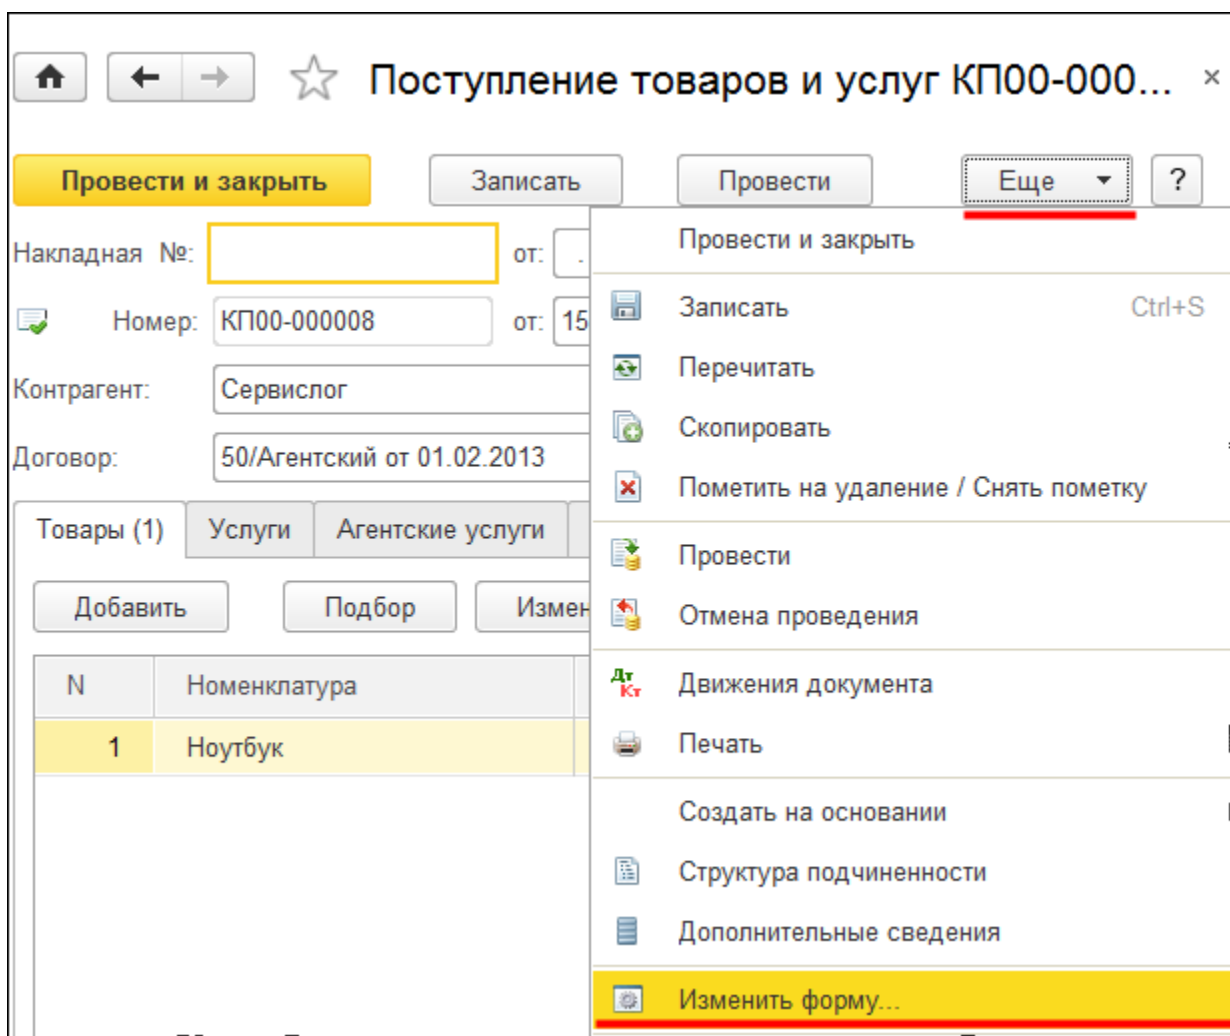 Поступление товаров и услуг КП00-000... ×
Провести и закрыть Записать Провести Еще ?
Накладная №: от: .
Номер: КП00-000008 от: 15
Контрагент: Сервислог
Договор: 50/Агентский от 01.02.2013
Товары (1) Услуги Агентские услуги
Добавить Подбор Измен
N Номенклатура
1 Ноутбук
Провести и закрыть
Записать Ctrl+S
Перечитать
Скопировать
Пометить на удаление / Снять пометку
Провести
Отмена проведения
Дт
Кт Движения документа
Печать
Создать на основании
Структура подчиненности
Дополнительные сведения
Изменить форму...